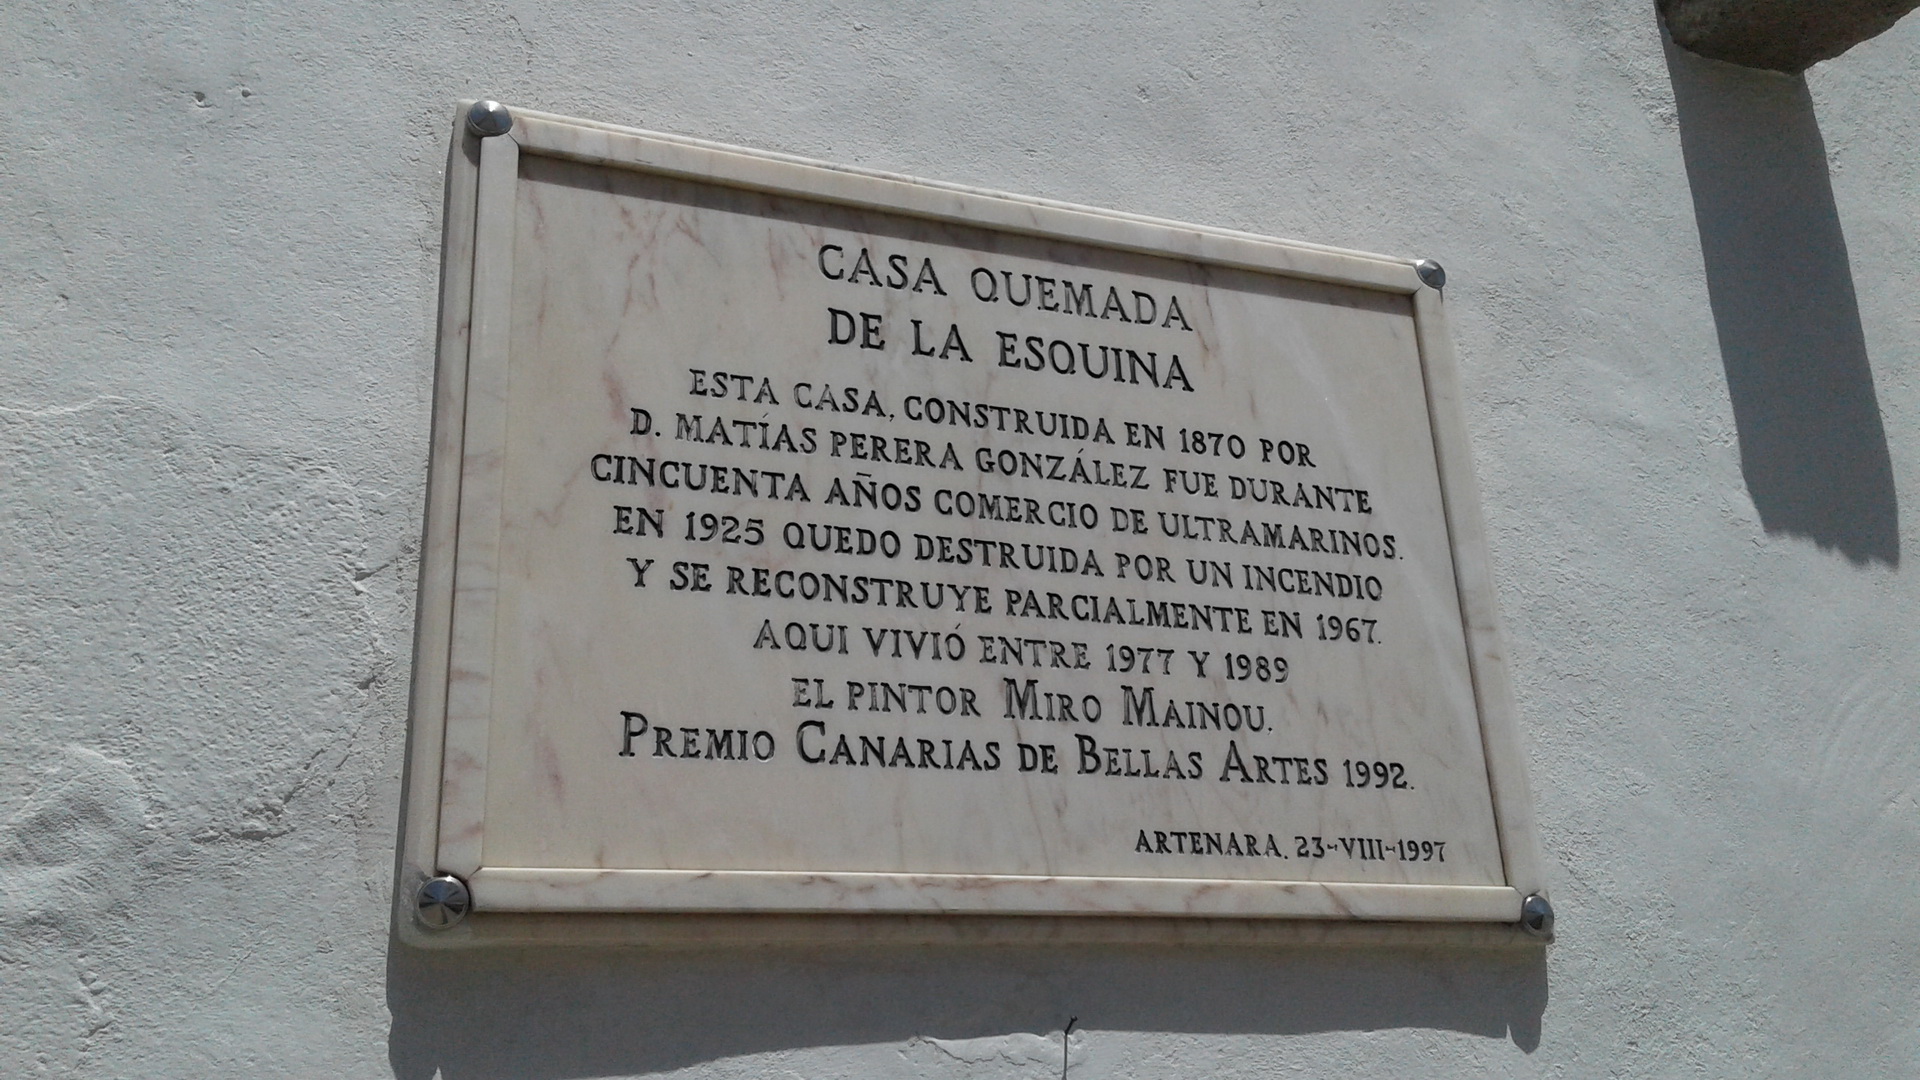 CASA QUEMADA
DE LA ESQUINA
ESTA CASA, CONSTRUIDA EN 1870 POR
D. MATÍAS PERERA GONZÁLEZ FUE DURANTE
CINCUENTA AÑOS COMERCIO DE ULTRAMARINOS.
EN 1925 QUEDO DESTRUIDA POR UN INCENDIO
Y SE RECONSTRUYE PARCIALMENTE EN 1967.
AQUI VIVIÓ ENTRE 1977 Y 1989
EL PINTOR MIRO MAINOU.
PREMIO CANARIAS DE BELLAS ARTES 1992.
ARTENARA. 23-VIII-1997